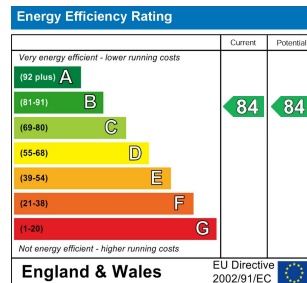 Energy Efficiency Rating
Current Potential
Very energy efficient - lower running costs
(92 plus) A
(81-91) B
84 84
(69-80) C
(55-68) D
(39-54) E
(21-38) F
(1-20) G
Not energy efficient - higher running costs
England & Wales
EU Directive
2002/91/EC